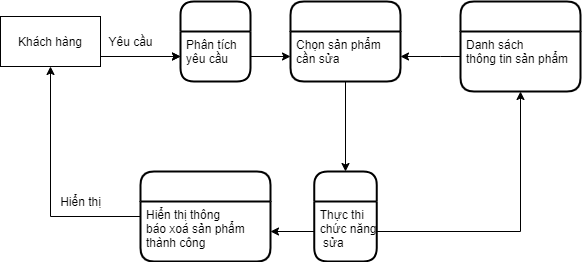 Khách hàng
Yêu cầu
Phân tích
yêu cầu
Chọn sản phẩm
cần sửa
Danh sách
thông tin sản phẩm
Hiển thị
Hiển thị thông
báo xoá sản phẩm
thành công
Thực thi
chức năng
sửa